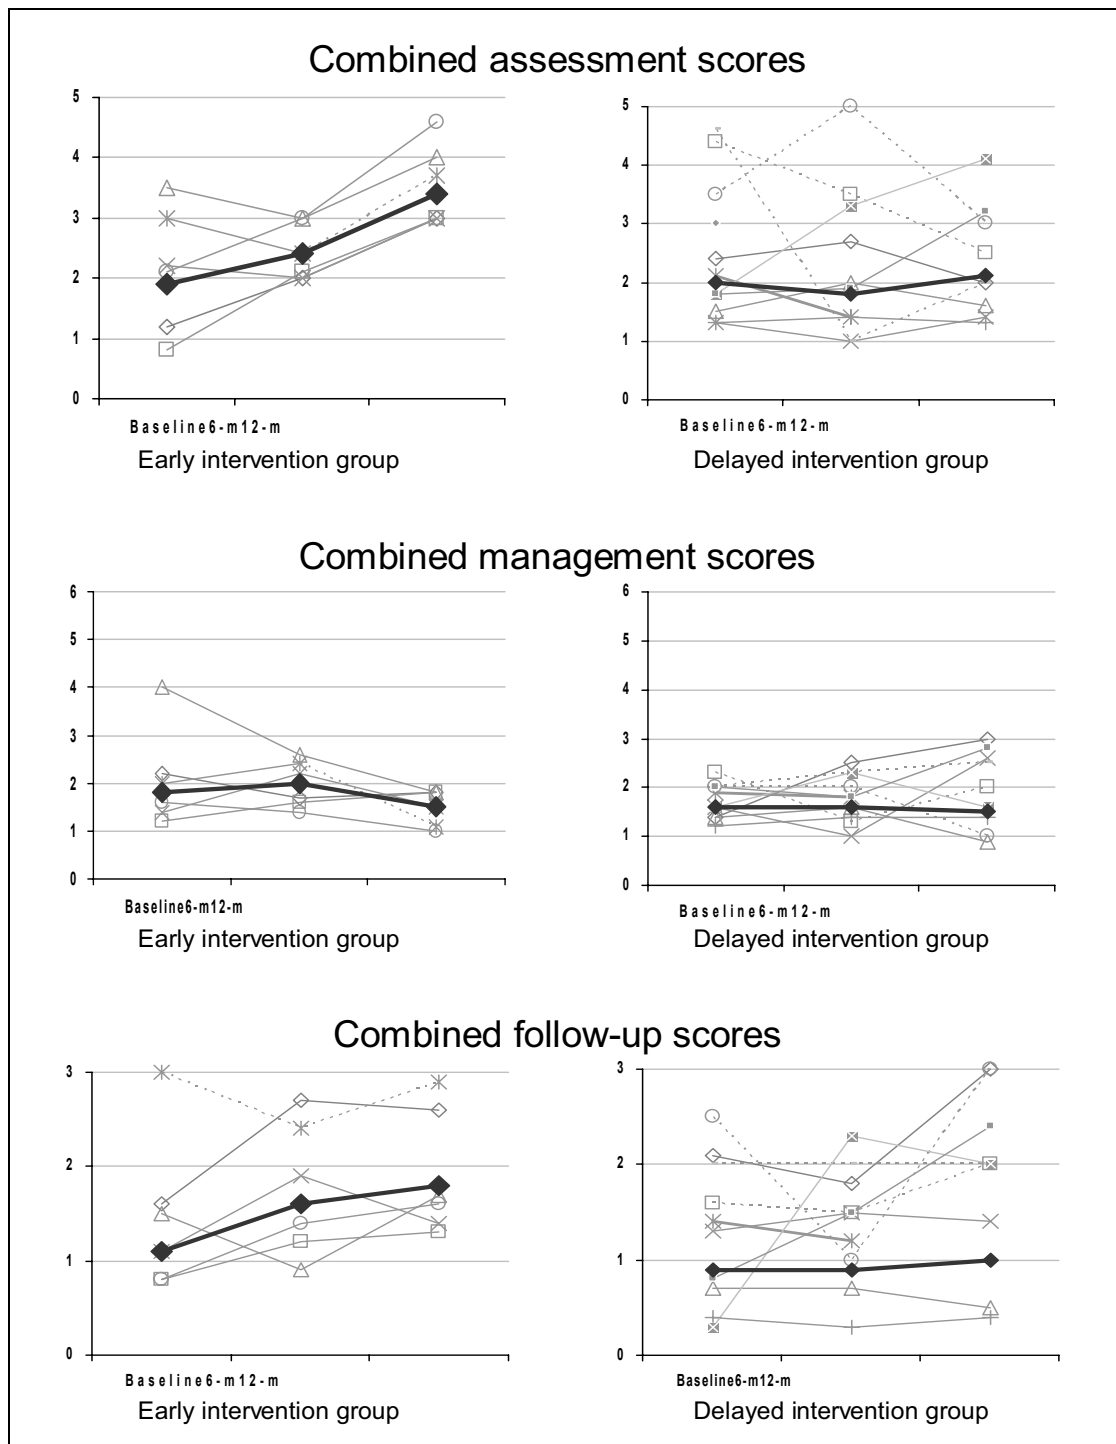 Combined assessment scores
5
4
3
2
1
0
Baseline6-m12-m
Early intervention group
5
4
3
2
1
0
Baseline6-m12-m
Delayed intervention group
Combined management scores
6
5
4
3
2
1
0
Baseline6-m12-m
Early intervention group
6
5
4
3
2
1
0
Baseline6-m12-m
Delayed intervention group
Combined follow-up scores
3
2
1
0
Baseline6-m12-m
Early intervention group
3
2
1
0
Baseline6-m12-m
Delayed intervention group